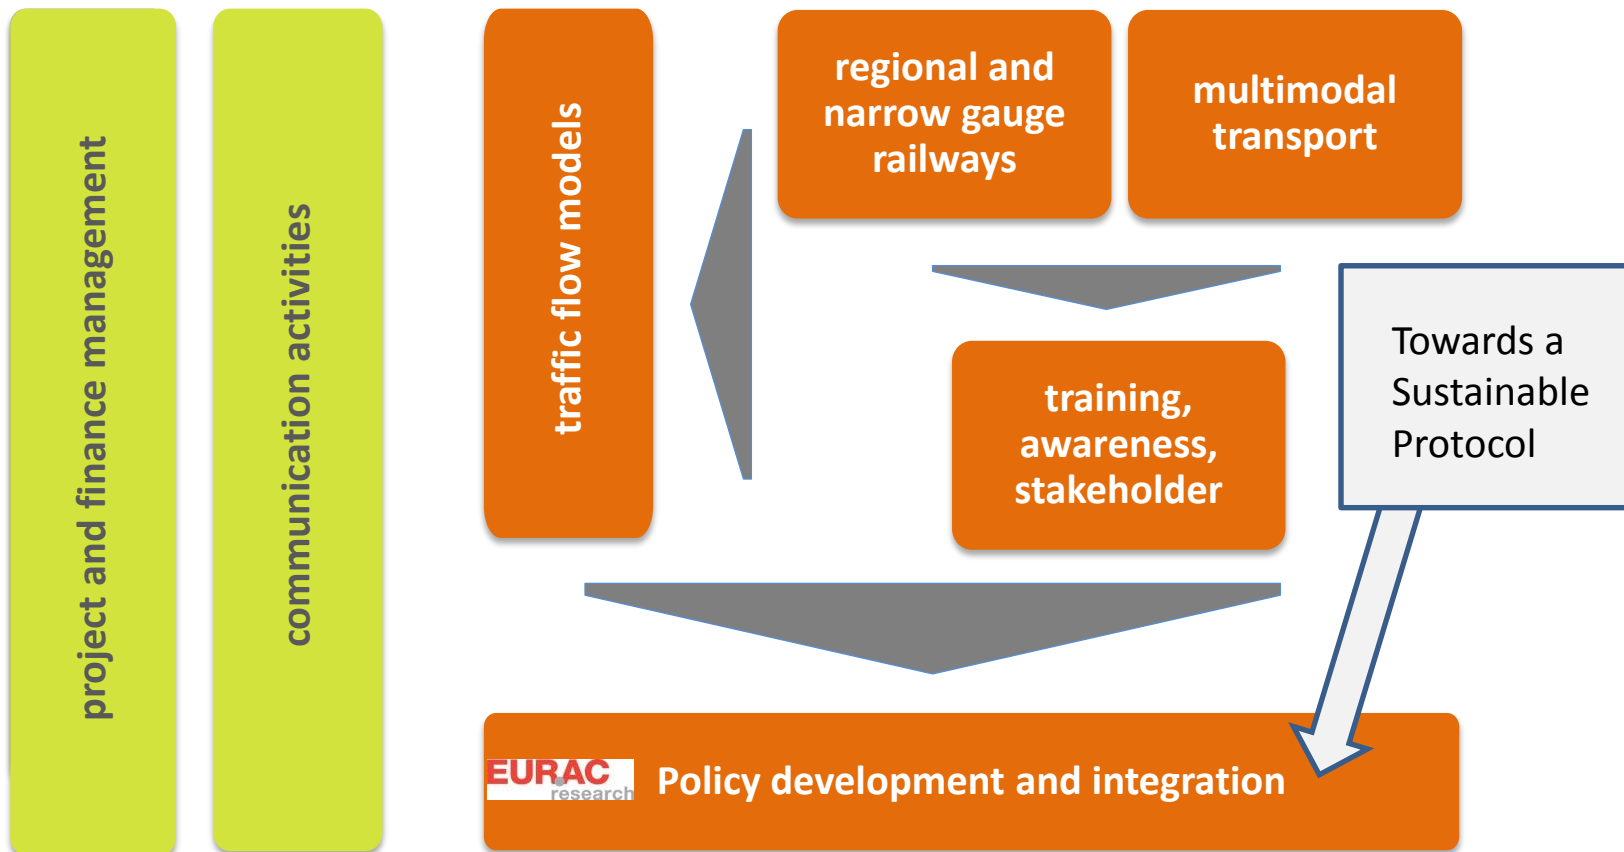 project and finance management
communication activities
traffic flow models
regional and
narrow gauge
railways
multimodal
transport
training,
awareness,
stakeholder
Towards a
Sustainable
Protocol
EURAC
research
Policy development and integration